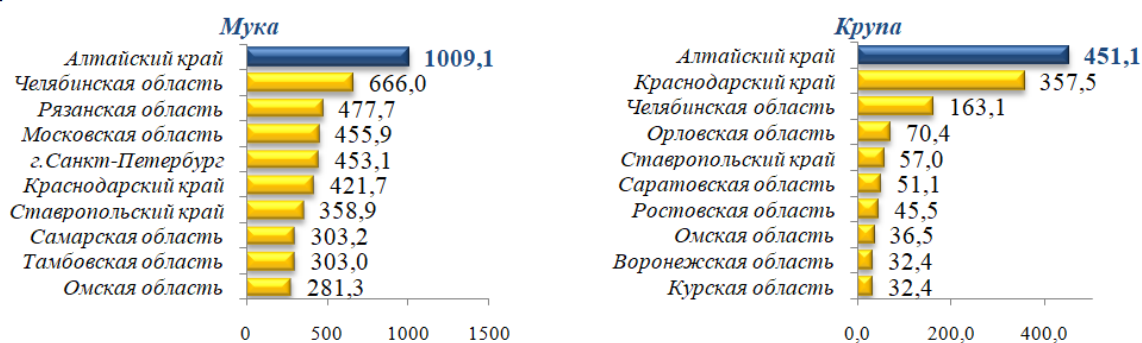 Мука
Алтайский край 1009,1
Челябинская область 666,0
Рязанская область 477,7
Московская область 455,9
г.Санкт-Петербург 453,1
Краснодарский край 421,7
Ставропольский край 358,9
Самарская область 303,2
Тамбовская область 303,0
Омская область 281,3
0 500 1000 1500
Крупа
Алтайский край 451,1
Краснодарский край 357,5
Челябинская область 163,1
Орловская область 70,4
Ставропольский край 57,0
Саратовская область 51,1
Ростовская область 45,5
Омская область 36,5
Воронежская область 32,4
Курская область 32,4
0,0 200,0 400,0